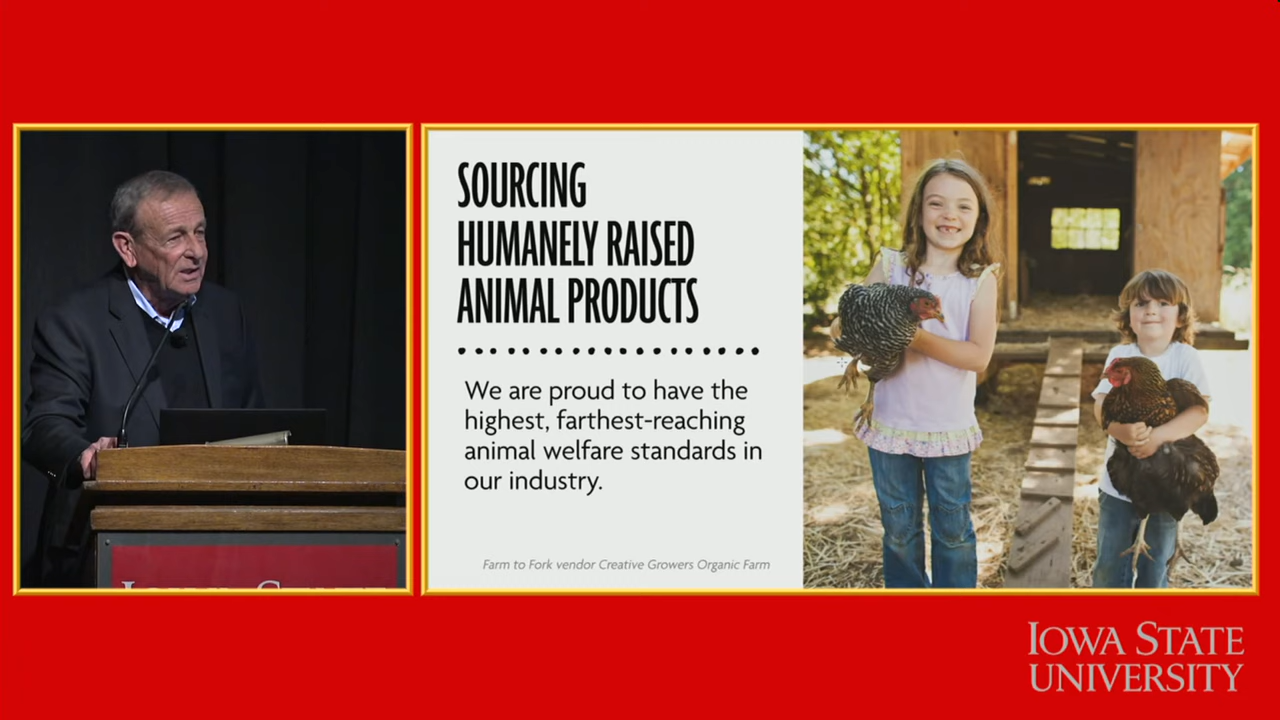 SOURCING
HUMANELY RAISED
ANIMAL PRODUCTS
We are proud to have the
highest, farthest-reaching
animal welfare standards in
our industry.
Farm to Fork vendor Creative Growers Organic Farm
IOWA STATE
UNIVERSITY